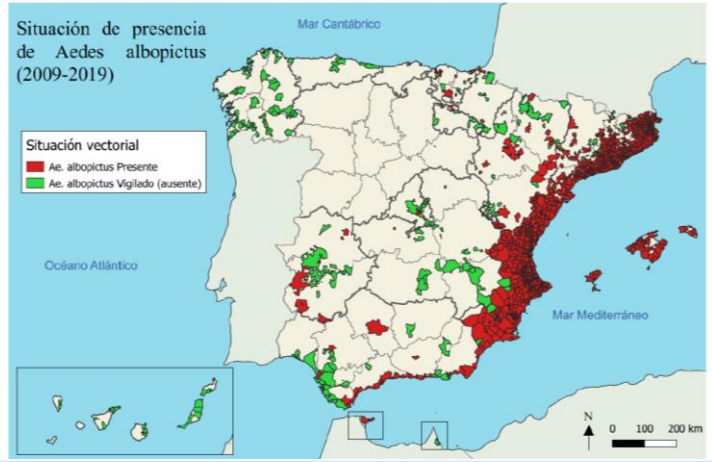 Situación de presencia
de Aedes albopictus
(2009-2019)
Mar Cantábrico
Situación vectorial
Ae. albopictus Presente
Ae. albopictus Vigilado (ausente)
Océano Atlántico
Mar Mediterráneo
N
0 100 200 km